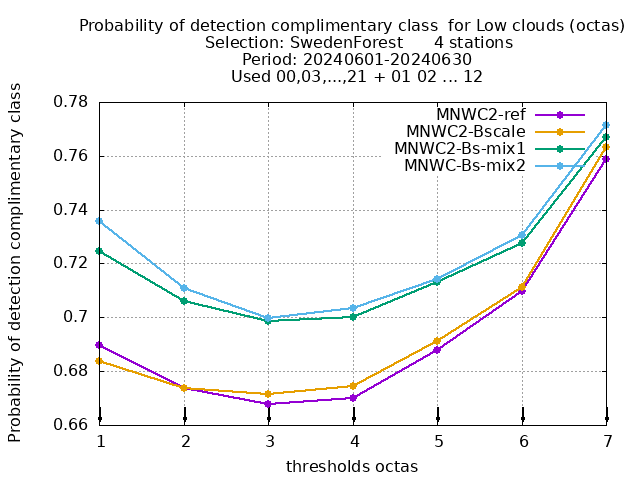 Probability of detection complimentary class  for Low clouds (octas)
Selection: SwedenForest      4 stations
Period: 20240601-20240630
Used 00,03,...,21 + 01 02 ... 12
Probability of detection complimentary class
0.78
0.76
0.74
0.72
0.7
0.68
0.66
MNWC2-ref
MNWC2-Bscale
MNWC2-Bs-mix1
MNWC-Bs-mix2
1 2 3 4 5 6 7
thresholds octas